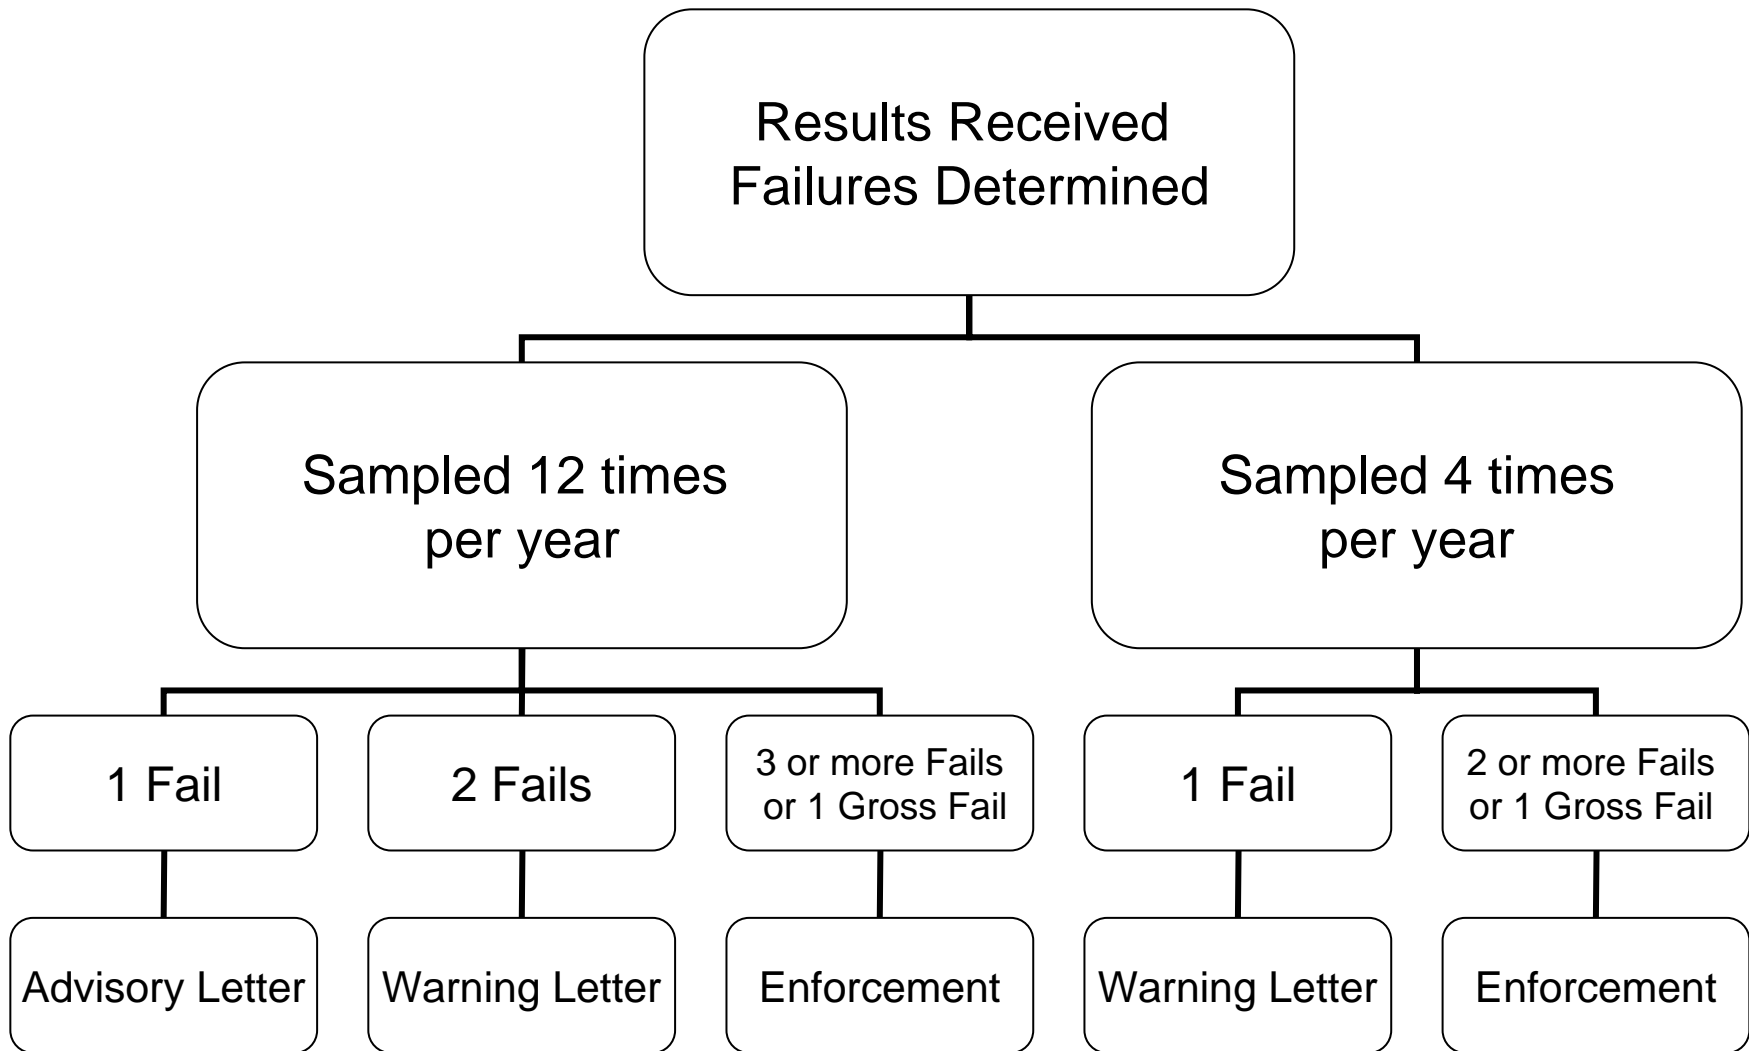 Results Received
Failures Determined
Sampled 12 times
per year
Sampled 4 times
per year
1 Fail
2 Fails
3 or more Fails
or 1 Gross Fail
1 Fail
2 or more Fails
or 1 Gross Fail
Advisory Letter
Warning Letter
Enforcement
Warning Letter
Enforcement